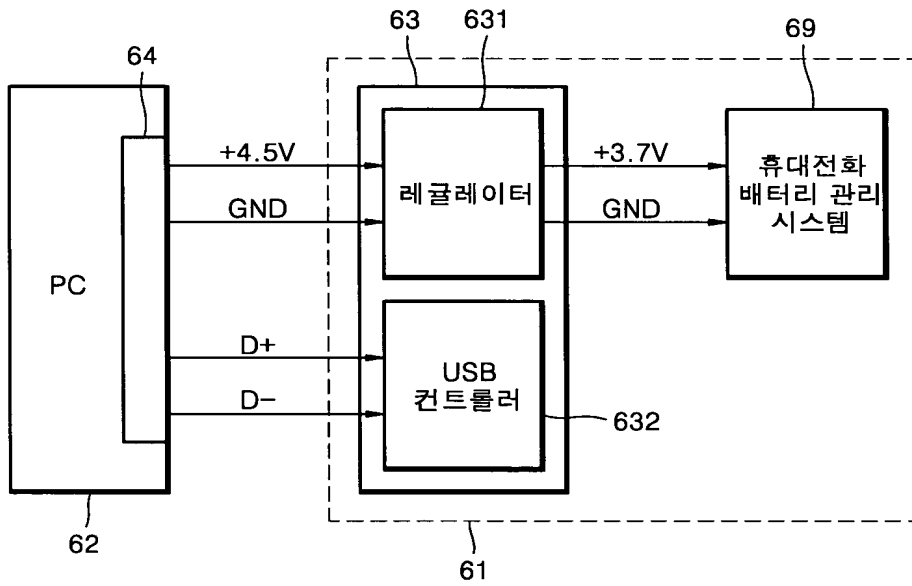 631
63
69
64
+4.5V
GND
레귤레이터
+3.7V
GND
휴대전화
배터리 관리
시스템
PC
D+
D−
USB
컨트롤러
632
62
61